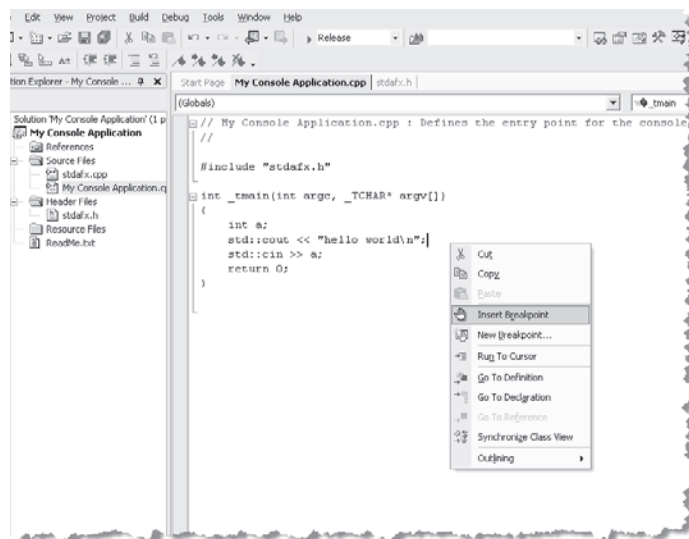 Edit View Project Build Debug Tools Window Help
Release
tion Explorer - My Console ...
Start Page My Console Application.cpp stdafx.h
(Globals)
_tmain
Solution 'My Console Application' (1 p
My Console Application
References
Source Files
stdafx.cpp
My Console Application.c
Header Files
stdafx.h
Resource Files
ReadMe.txt
// My Console Application.cpp : Defines the entry point for the console
//
#include "stdafx.h"
int _tmain(int argc, _TCHAR* argv[])
{
int a;
std::cout << "hello world\n";
std::cin >> a;
return 0;
}
Cut
Copy
Paste
Insert Breakpoint
New Breakpoint...
Run To Cursor
Go To Definition
Go To Declaration
Go To Reference
Synchronize Class View
Outlining